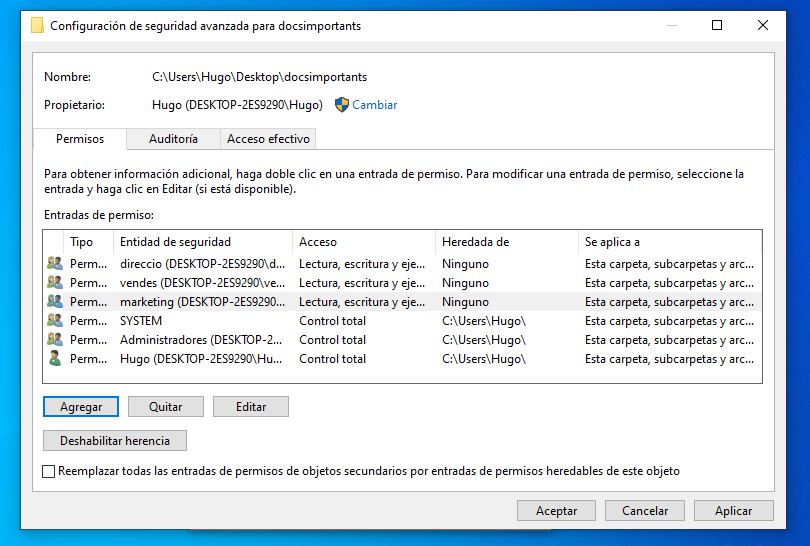 Configuración de seguridad avanzada para docsimportants
Nombre: C:\Users\Hugo\Desktop\docsimportants
Propietario: Hugo (DESKTOP-2ES9290\Hugo) Cambiar
Permisos Auditoría Acceso efectivo
Para obtener información adicional, haga doble clic en una entrada de permiso. Para modificar una entrada de permiso, seleccione la
entrada y haga clic en Editar (si está disponible).
Entradas de permiso:
Tipo Entidad de seguridad Acceso Heredada de Se aplica a
Perm... direccio (DESKTOP-2ES9290\d... Lectura, escritura y eje... Ninguno Esta carpeta, subcarpetas y arc...
Perm... vendes (DESKTOP-2ES9290\ve... Lectura, escritura y eje... Ninguno Esta carpeta, subcarpetas y arc...
Perm... marketing (DESKTOP-2ES9290... Lectura, escritura y eje... Ninguno Esta carpeta, subcarpetas y arc...
Perm... SYSTEM Control total C:\Users\Hugo\ Esta carpeta, subcarpetas y arc...
Perm... Administradores (DESKTOP-2... Control total C:\Users\Hugo\ Esta carpeta, subcarpetas y arc...
Perm... Hugo (DESKTOP-2ES9290\Hu... Control total C:\Users\Hugo\ Esta carpeta, subcarpetas y arc...
Agregar Quitar Editar
Deshabilitar herencia
Reemplazar todas las entradas de permisos de objetos secundarios por entradas de permisos heredables de este objeto
Aceptar Cancelar Aplicar